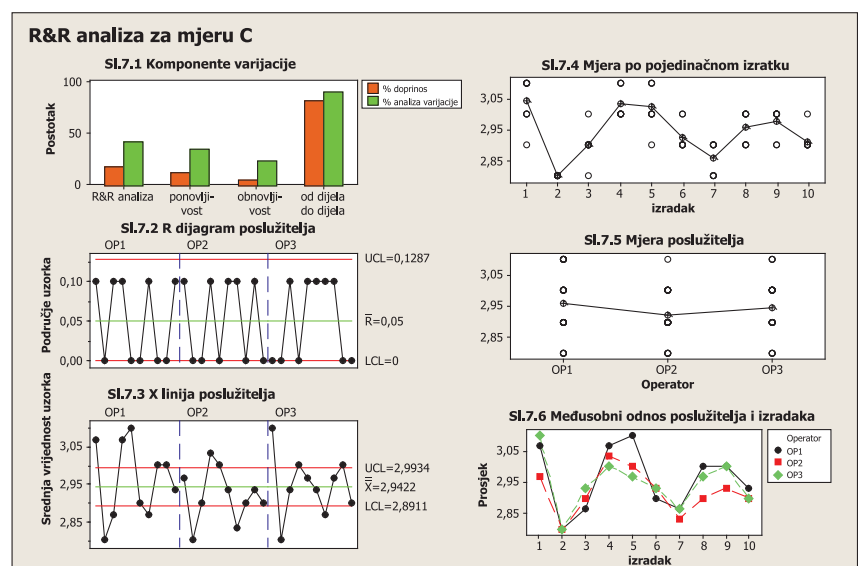 R&R analiza za mjeru C
Sl.7.1 Komponente varijacije
Postotak
100
50
0
R&R analiza
ponovlji-
vost
obnovlji-
vost
od dijela
do dijela
% doprinos
% analiza varijacije
Sl.7.2 R dijagram poslužitelja
OP1 OP2 OP3
Područje uzorka
0,10
0,05
0,00
UCL=0,1287
R̅=0,05
LCL=0
Sl.7.3 X linija poslužitelja
OP1 OP2 OP3
Srednja vrijednost uzorka
3,05
2,95
2,85
UCL=2,9934
X̿=2,9422
LCL=2,8911
Sl.7.4 Mjera po pojedinačnom izratku
3,05
2,95
2,85
1 2 3 4 5 6 7 8 9 10
izradak
Sl.7.5 Mjera poslužitelja
3,05
2,95
2,85
OP1 OP2 OP3
Operator
Sl.7.6 Međusobni odnos poslužitelja i izradaka
Prosjek
3,05
2,95
2,85
1 2 3 4 5 6 7 8 9 10
izradak
Operator
OP1
OP2
OP3